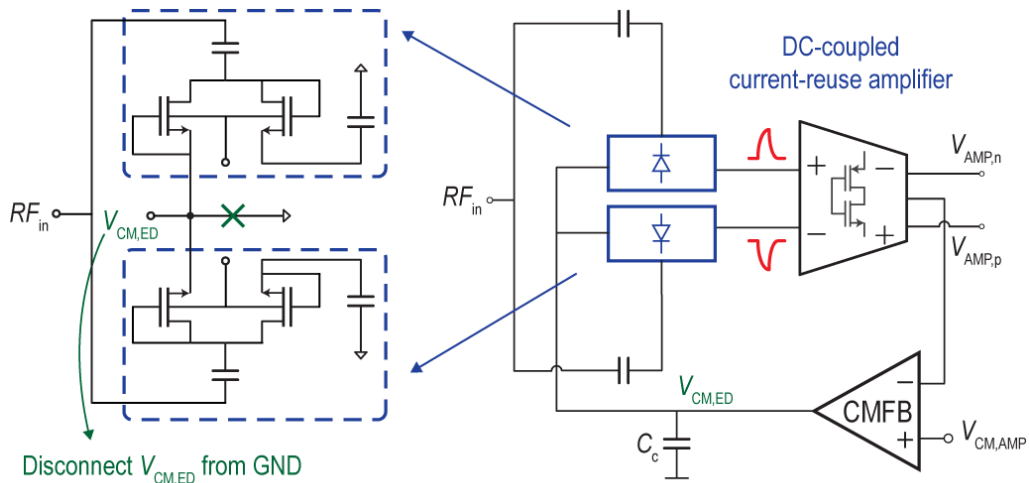 DC-coupled
current-reuse amplifier
RFin
VCM,ED
Disconnect VCM,ED from GND
RFin
+
−
−
+
VAMP,n
VAMP,p
VCM,ED
Cc
−
CMFB
+
VCM,AMP